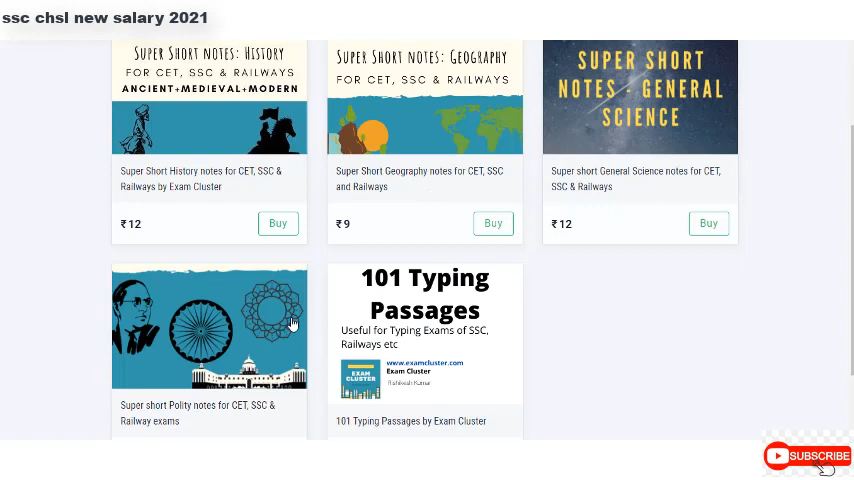 ssc chsl new salary 2021
SUPER SHORT NOTES: HISTORY
FOR CET, SSC & RAILWAYS
ANCIENT+MEDIEVAL+MODERN
SUPER SHORT NOTES: GEOGRAPHY
FOR CET, SSC & RAILWAYS
SUPER SHORT
NOTES - GENERAL
SCIENCE
Super Short History notes for CET, SSC &
Railways by Exam Cluster
Super Short Geography notes for CET, SSC
and Railways
Super short General Science notes for CET,
SSC & Railways
₹12
Buy
₹9
Buy
₹12
Buy
101 Typing
Passages
Useful for Typing Exams of SSC,
Railways etc
EXAM
CLUSTER
www.examcluster.com
Exam Cluster
Rishikesh Kumar
Super short Polity notes for CET, SSC &
Railway exams
101 Typing Passages by Exam Cluster
SUBSCRIBE